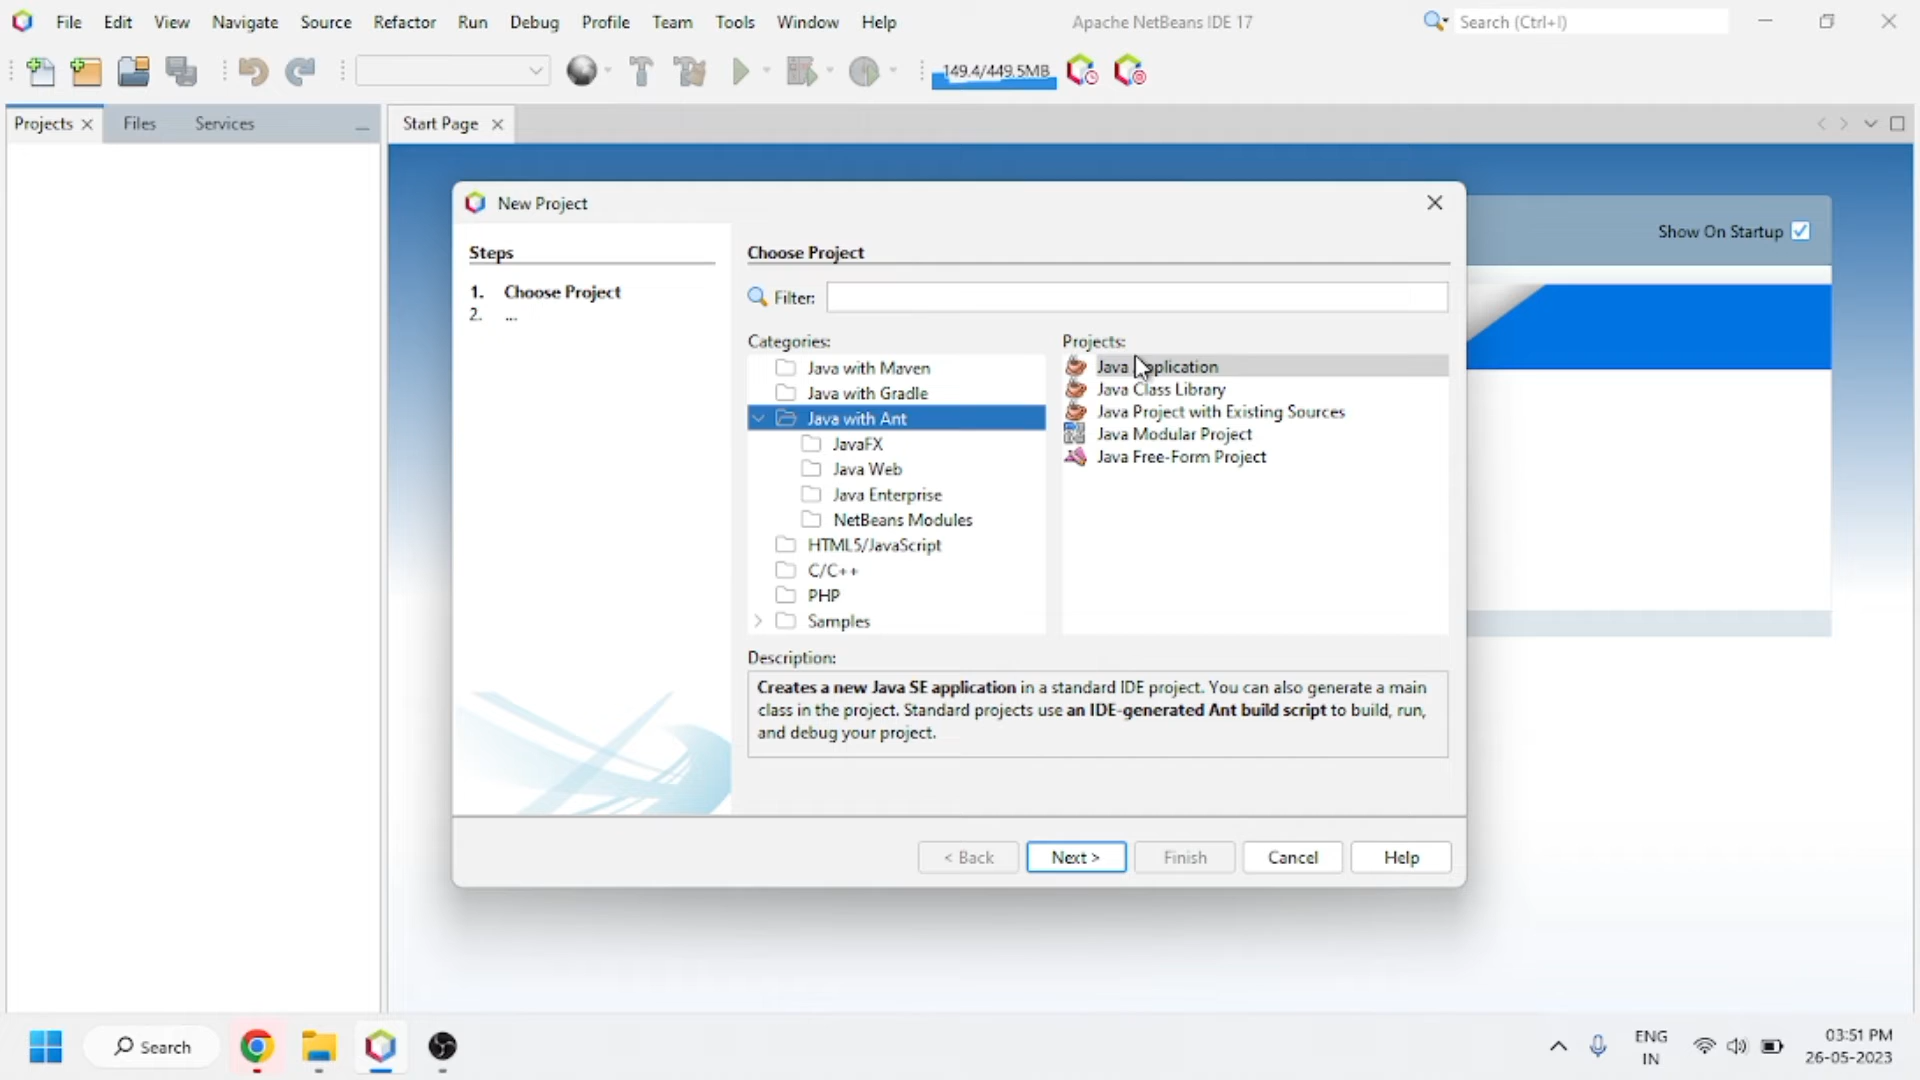 File Edit View Navigate Source Refactor Run Debug Profile Team Tools Window Help
Apache NetBeans IDE 17
Search (Ctrl+I)
149.4/449.5MB
Projects
Files
Services
Start Page
New Project
Show On Startup
Steps
1. Choose Project
2. ...
Choose Project
Filter:
Categories:
Java with Maven
Java with Gradle
Java with Ant
JavaFX
Java Web
Java Enterprise
NetBeans Modules
HTML5/JavaScript
C/C++
PHP
Samples
Projects:
Java Application
Java Class Library
Java Project with Existing Sources
Java Modular Project
Java Free-Form Project
Description:
Creates a new Java SE application in a standard IDE project. You can also generate a main
class in the project. Standard projects use an IDE-generated Ant build script to build, run,
and debug your project.
< Back
Next >
Finish
Cancel
Help
Search
ENG
IN
03:51 PM
26-05-2023